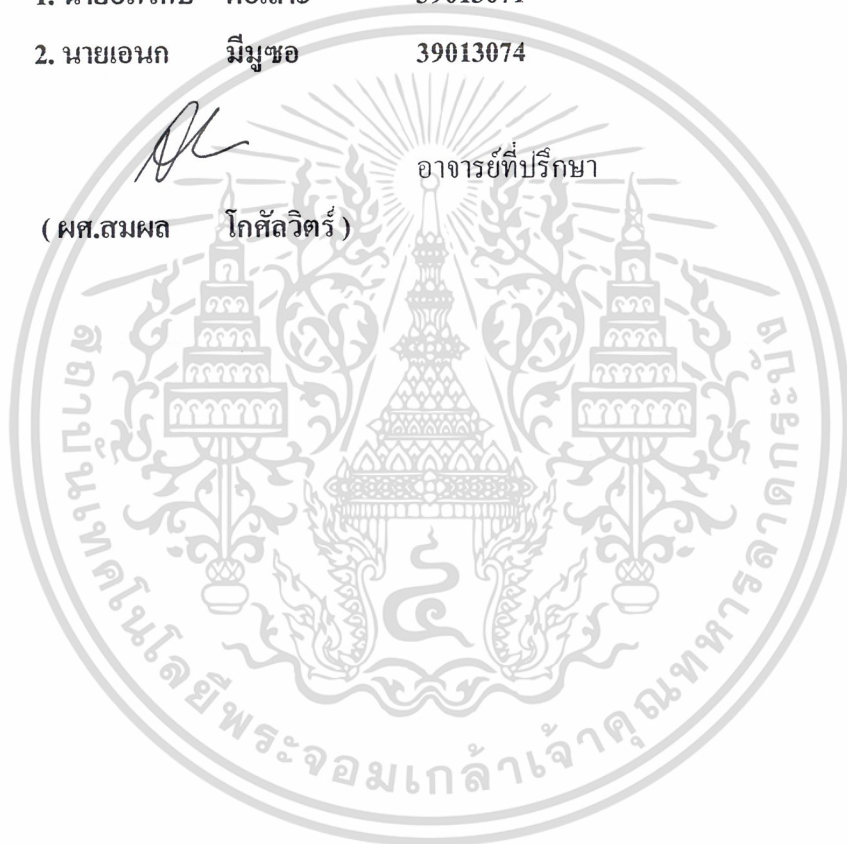 2. นายเอนก มีมูซอ 39013074
อาจารย์ที่ปรึกษา
( ผศ.สมผล โกศัลวิตร์ )
สถาบันเทคโนโลยีพระจอมเกล้าเจ้าคุณทหารลาดกระบัง